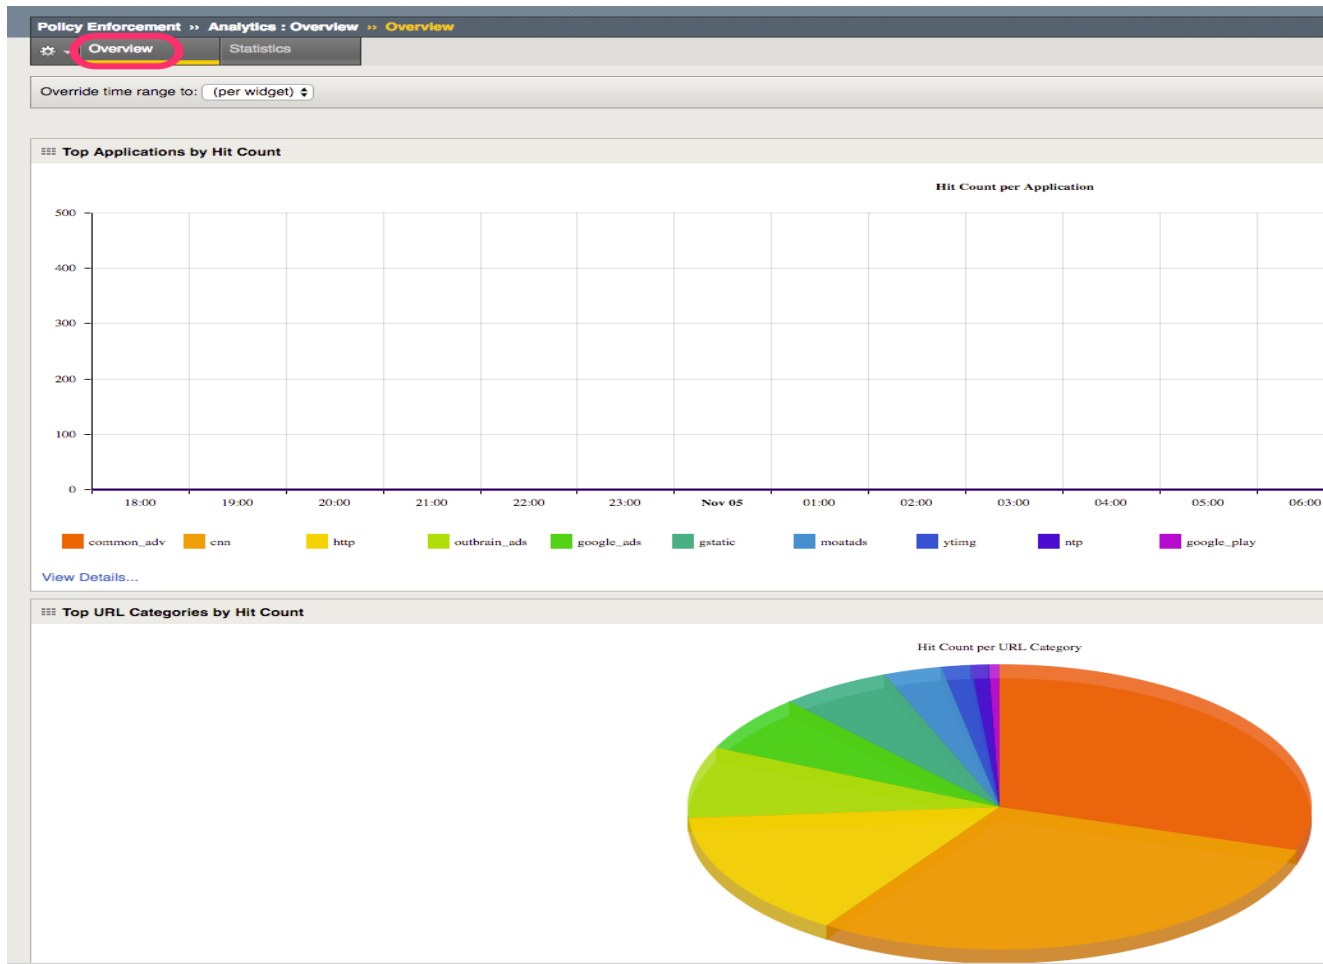 Policy Enforcement ›› Analytics : Overview ›› Overview
Overview Statistics
Override time range to: (per widget)
Top Applications by Hit Count
Hit Count per Application
500
400
300
200
100
0
18:00 19:00 20:00 21:00 22:00 23:00 Nov 05 01:00 02:00 03:00 04:00 05:00 06:00
common_adv cnn http outbrain_ads google_ads gstatic moatads ytimg ntp google_play
View Details...
Top URL Categories by Hit Count
Hit Count per URL Category